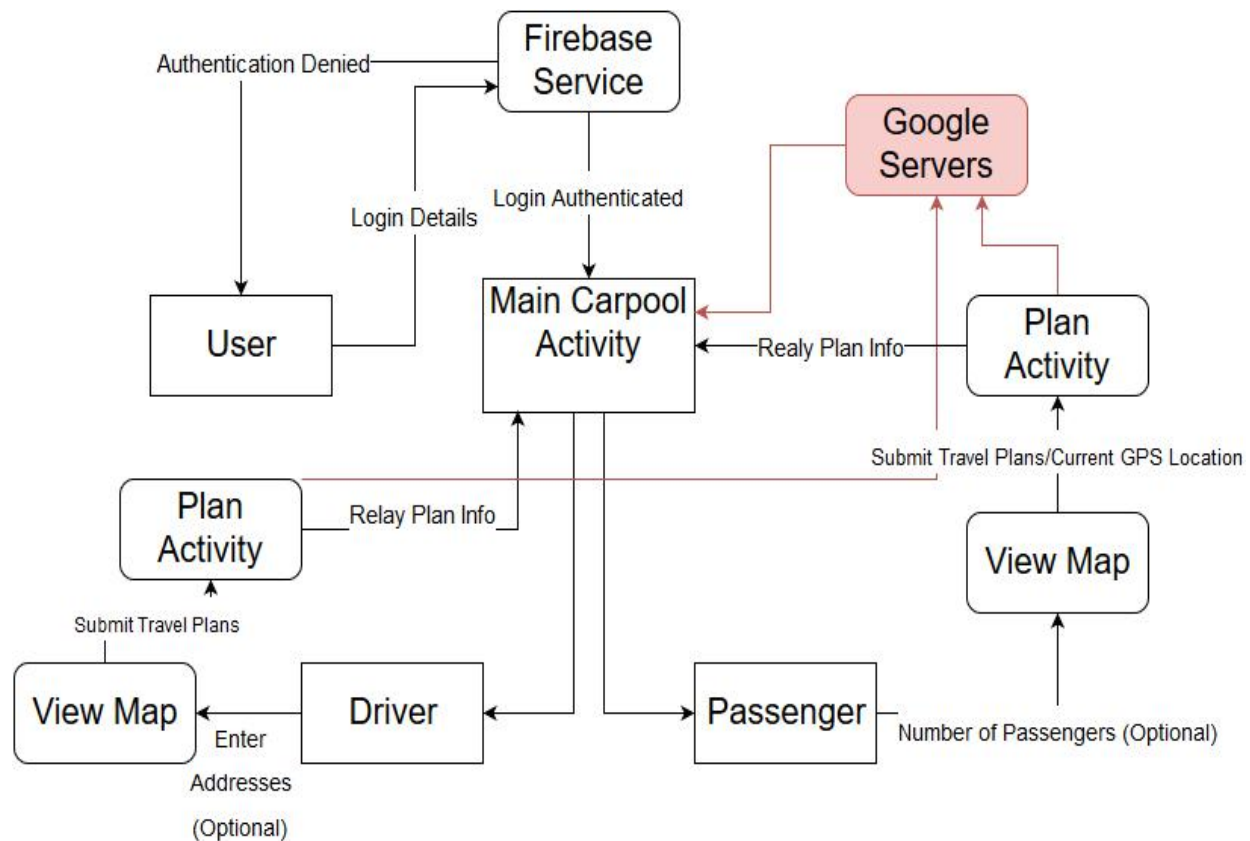 Firebase
Service
Authentication Denied
Google
Servers
Login Details
Login Authenticated
User
Main Carpool
Activity
Realy Plan Info
Plan
Activity
Submit Travel Plans/Current GPS Location
Plan
Activity
Relay Plan Info
View Map
Submit Travel Plans
View Map
Enter
Addresses
(Optional)
Driver
Passenger
Number of Passengers (Optional)